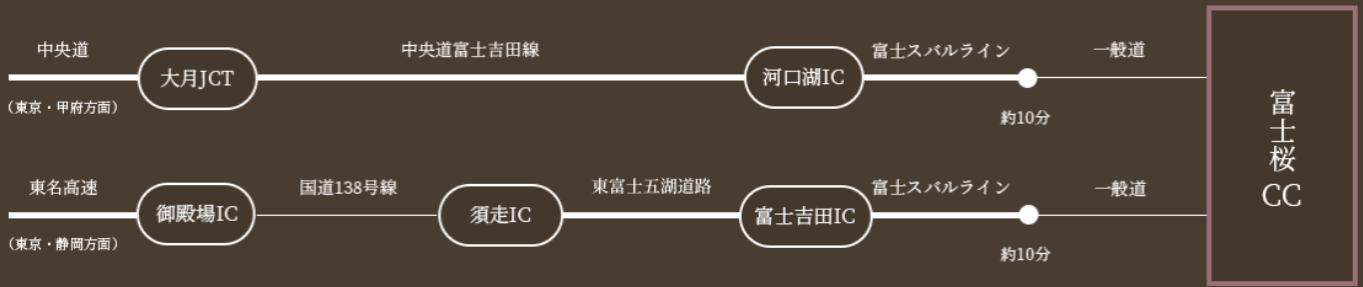 中央道
(東京・甲府方面)
大月JCT
中央道富士吉田線
河口湖IC
富士スバルライン
約10分
一般道
東名高速
(東京・静岡方面)
御殿場IC
国道138号線
須走IC
東富士五湖道路
富士吉田IC
富士スバルライン
約10分
一般道
富士桜CC